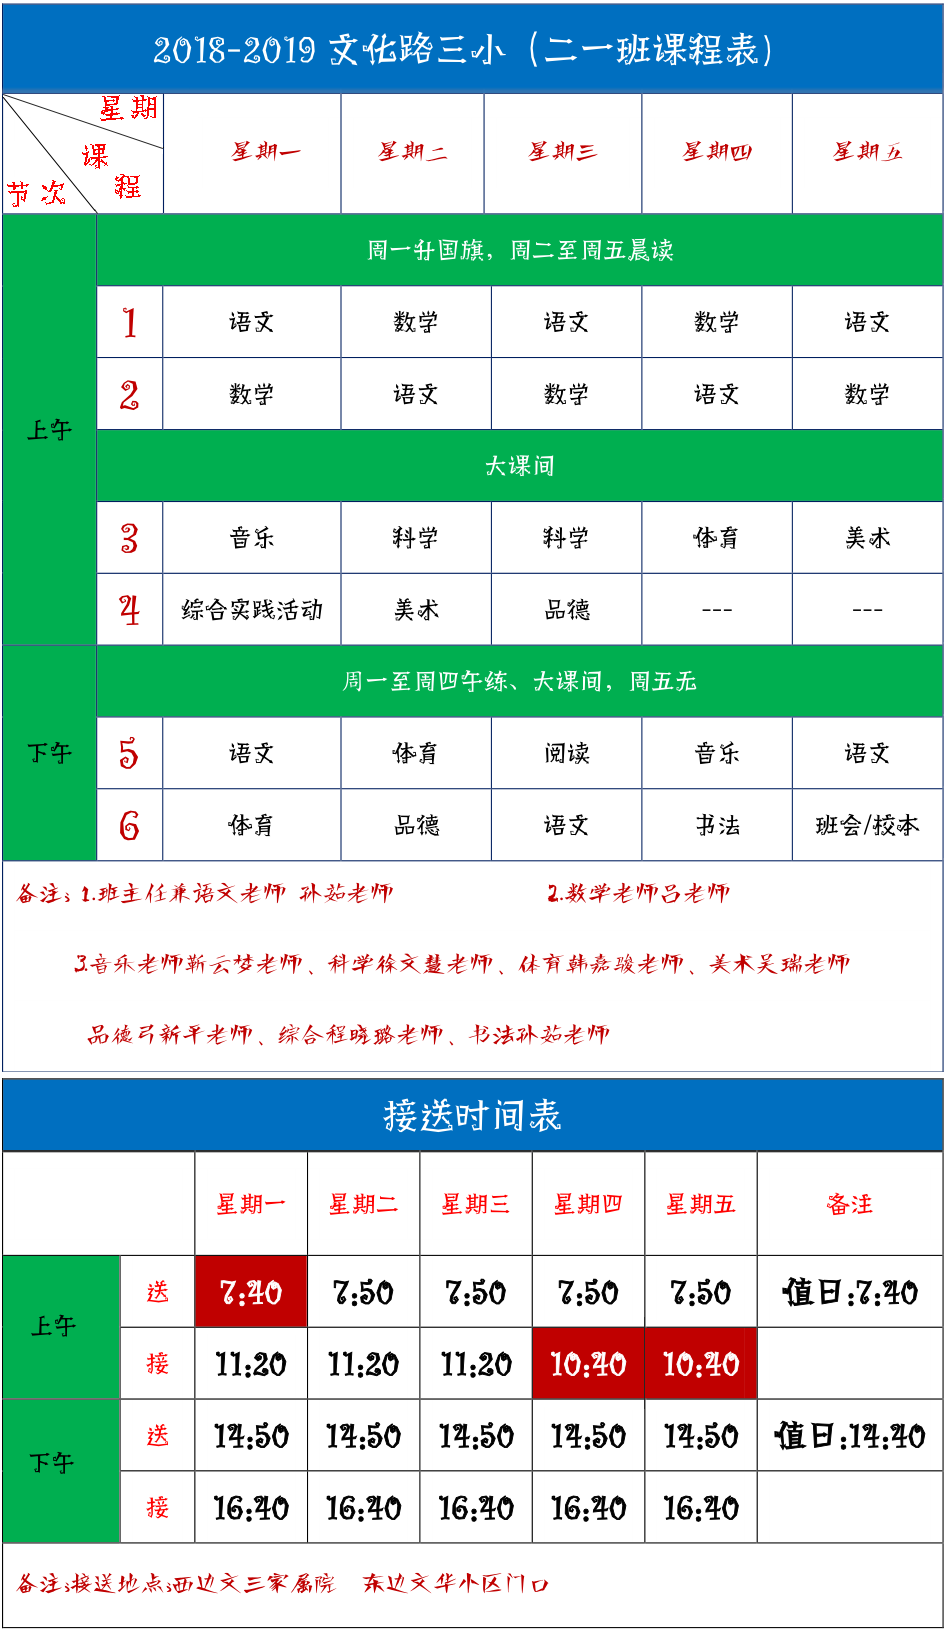 2018-2019 文化路三小（二一班课程表）
星期
课程
节次
星期一 星期二 星期三 星期四 星期五
上午
周一升国旗，周二至周五晨读
1 语文 数学 语文 数学 语文
2 数学 语文 数学 语文 数学
大课间
3 音乐 科学 科学 体育 美术
4 综合实践活动 美术 品德 --- ---
下午
周一至周四午练、大课间，周五无
5 语文 体育 阅读 音乐 语文
6 体育 品德 语文 书法 班会/校本
备注：1.班主任兼语文老师 孙茹老师 2.数学老师吕老师
3.音乐老师靳云梦老师、科学徐文慧老师、体育韩嘉骏老师、美术吴瑞老师
品德弓新平老师、综合程晓璐老师、书法孙茹老师
接送时间表
星期一 星期二 星期三 星期四 星期五 备注
上午
送 7:40 7:50 7:50 7:50 7:50 值日:7:40
接 11:20 11:20 11:20 10:40 10:40
下午
送 14:50 14:50 14:50 14:50 14:50 值日:14:40
接 16:40 16:40 16:40 16:40 16:40
备注:接送地点:西边文三家属院 东边文华小区门口